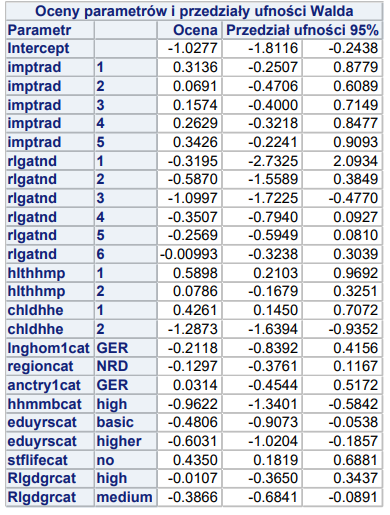 Oceny parametrów i przedziały ufności Walda
Parametr Ocena Przedział ufności 95%
Intercept -1.0277 -1.8116 -0.2438
imptrad 1 0.3136 -0.2507 0.8779
imptrad 2 0.0691 -0.4706 0.6089
imptrad 3 0.1574 -0.4000 0.7149
imptrad 4 0.2629 -0.3218 0.8477
imptrad 5 0.3426 -0.2241 0.9093
rlgatnd 1 -0.3195 -2.7325 2.0934
rlgatnd 2 -0.5870 -1.5589 0.3849
rlgatnd 3 -1.0997 -1.7225 -0.4770
rlgatnd 4 -0.3507 -0.7940 0.0927
rlgatnd 5 -0.2569 -0.5949 0.0810
rlgatnd 6 -0.00993 -0.3238 0.3039
hlthhmp 1 0.5898 0.2103 0.9692
hlthhmp 2 0.0786 -0.1679 0.3251
chldhhe 1 0.4261 0.1450 0.7072
chldhhe 2 -1.2873 -1.6394 -0.9352
lnghom1cat GER -0.2118 -0.8392 0.4156
regioncat NRD -0.1297 -0.3761 0.1167
anctry1cat GER 0.0314 -0.4544 0.5172
hhmmbcat high -0.9622 -1.3401 -0.5842
eduyrscat basic -0.4806 -0.9073 -0.0538
eduyrscat higher -0.6031 -1.0204 -0.1857
stflifecat no 0.4350 0.1819 0.6881
Rlgdgrcat high -0.0107 -0.3650 0.3437
Rlgdgrcat medium -0.3866 -0.6841 -0.0891